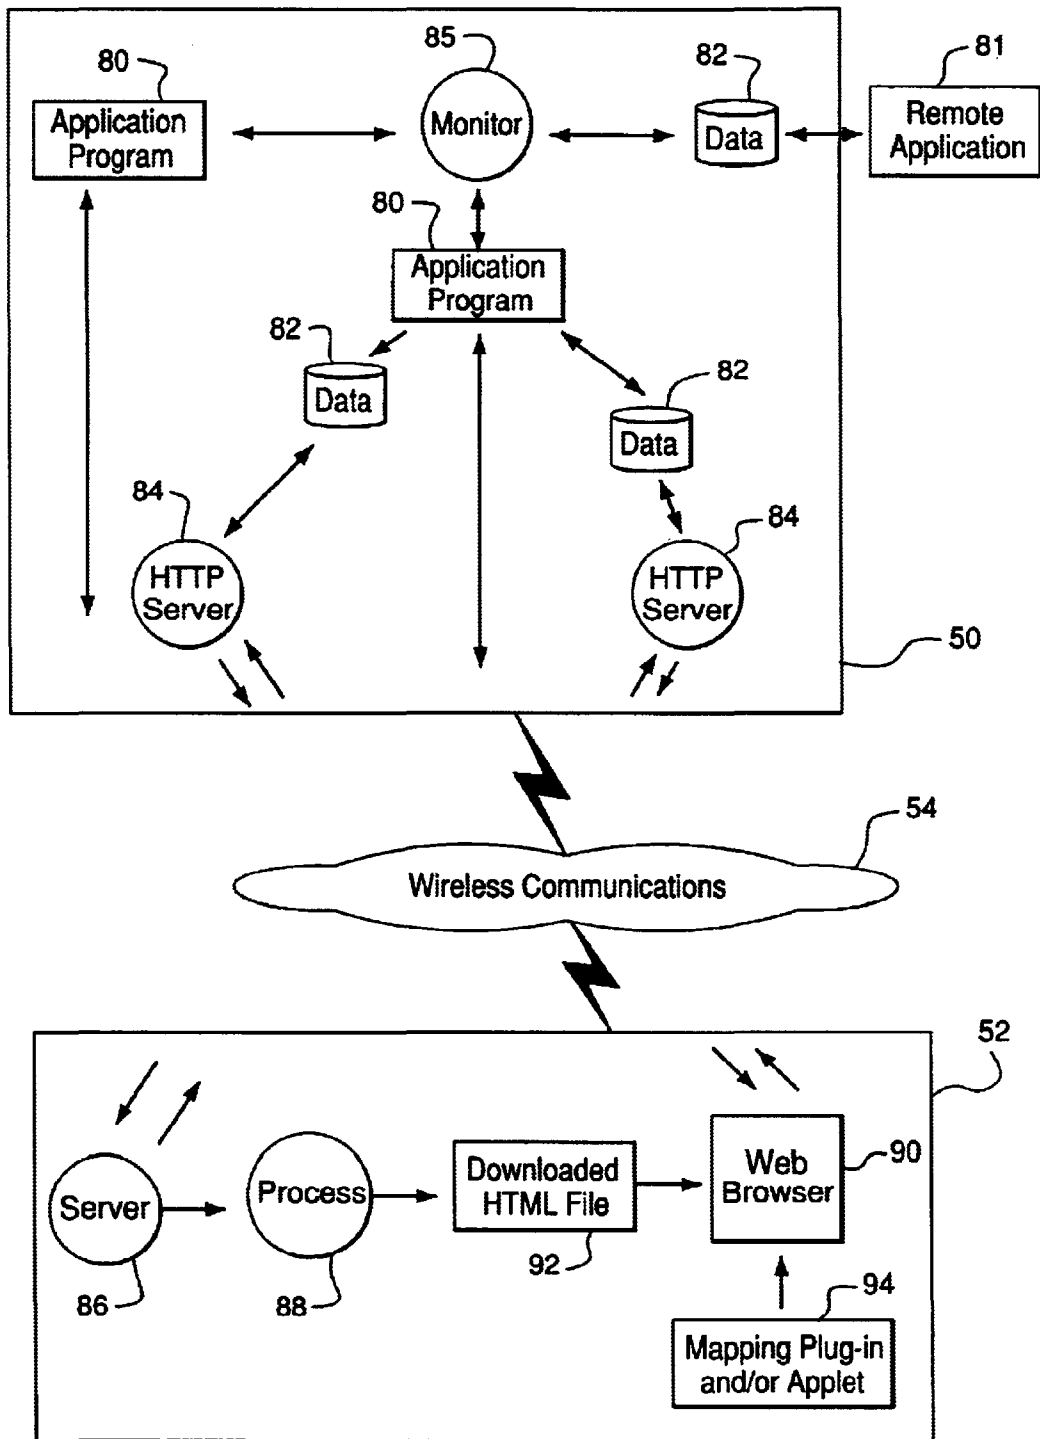 85
80
82
81
Application
Program
Monitor
Data
Remote
Application
80
Application
Program
82
Data
82
Data
84
HTTP
Server
84
HTTP
Server
50
54
Wireless Communications
52
Server
Process
Downloaded
HTML File
Web
Browser
90
86
88
92
94
Mapping Plug-in
and/or Applet